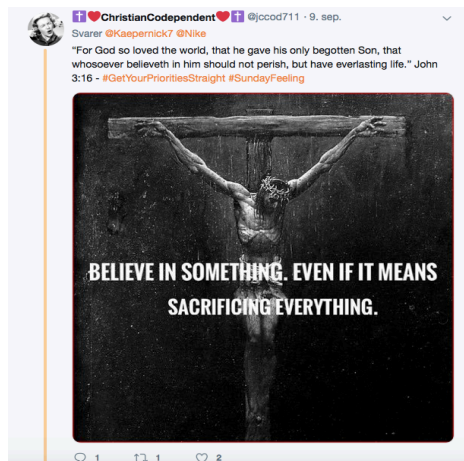 ✝️❤️ChristianCodependent❤️✝️ @jccod711 · 9. sep.
Svarer @Kaepernick7 @Nike
"For God so loved the world, that he gave his only begotten Son, that
whosoever believeth in him should not perish, but have everlasting life." John
3:16 - #GetYourPrioritiesStraight #SundayFeeling
BELIEVE IN SOMETHING. EVEN IF IT MEANS
SACRIFICING EVERYTHING.
1 1 2